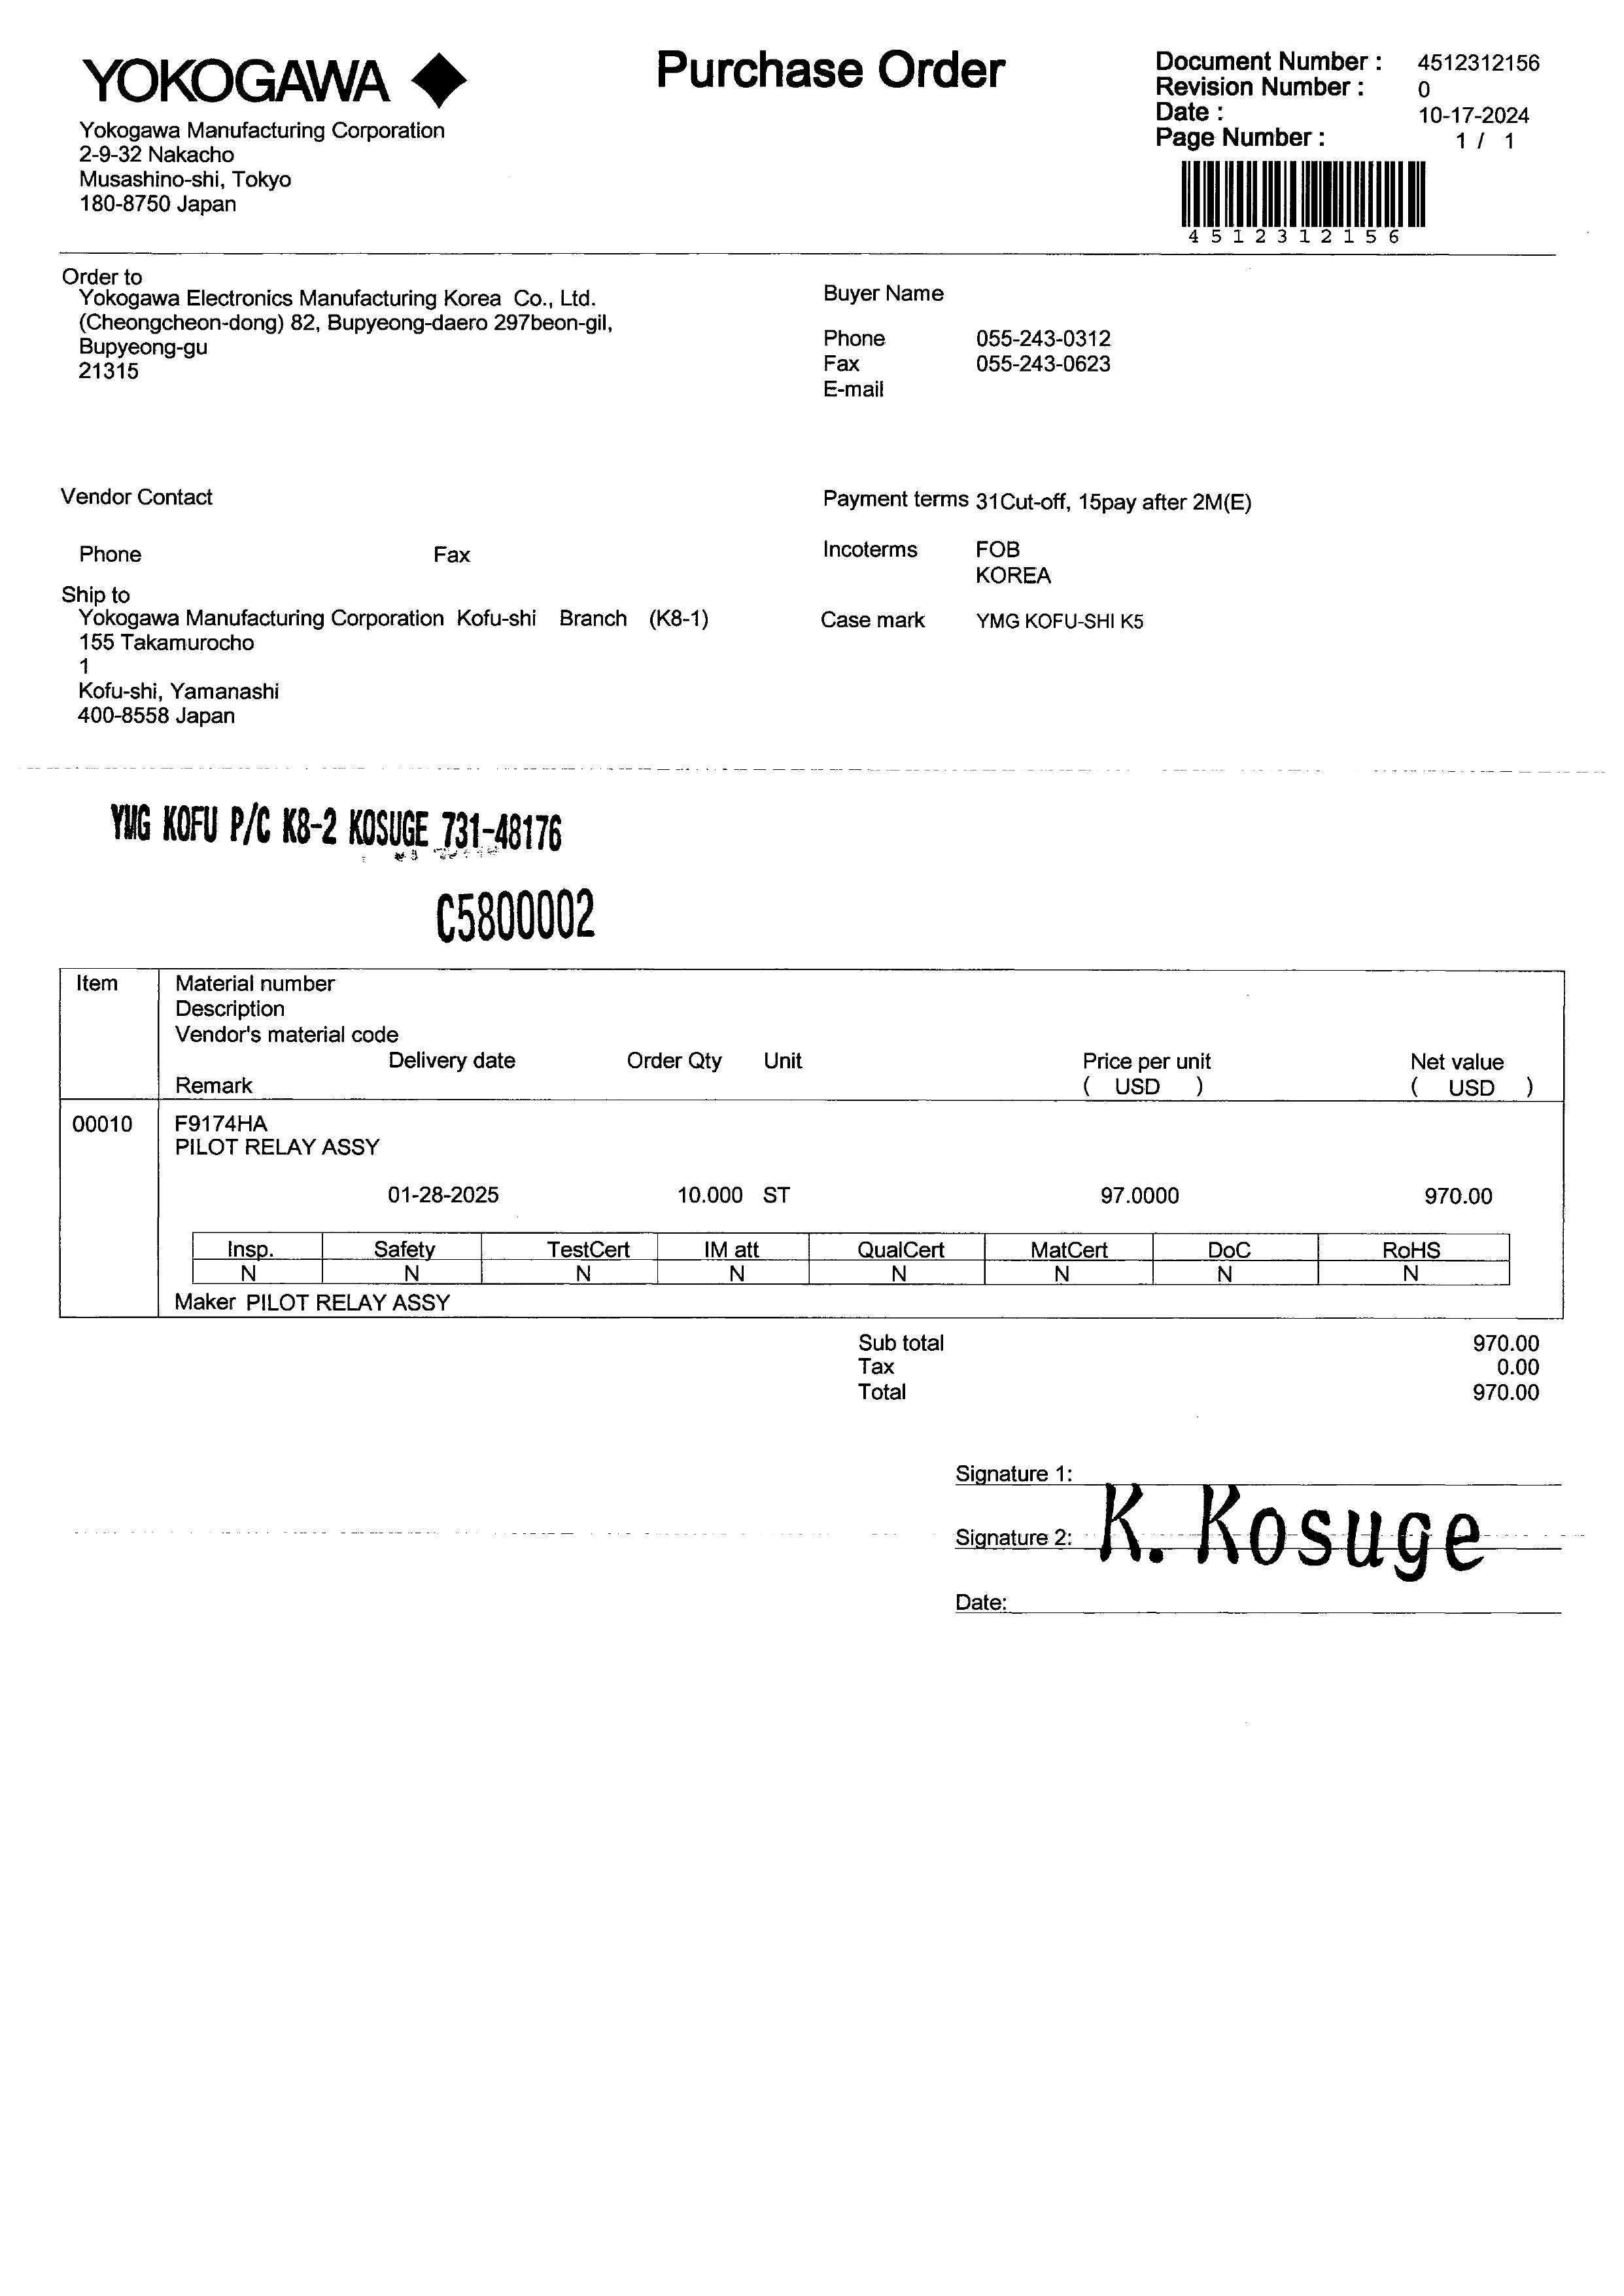 YOKOGAWA
Purchase Order
Yokogawa Manufacturing Corporation
2-9-32 Nakacho
Musashino-shi, Tokyo
180-8750 Japan
Document Number : 4512312156
Revision Number : 0
Date : 10-17-2024
Page Number : 1 / 1
4512312156
Order to
Yokogawa Electronics Manufacturing Korea Co., Ltd.
(Cheongcheon-dong) 82, Bupyeong-daero 297beon-gil,
Bupyeong-gu
21315
Buyer Name
Phone 055-243-0312
Fax 055-243-0623
E-mail
Vendor Contact
Phone Fax
Payment terms 31Cut-off, 15pay after 2M(E)
Incoterms FOB
KOREA
Ship to
Yokogawa Manufacturing Corporation Kofu-shi Branch (K8-1)
155 Takamurocho
1
Kofu-shi, Yamanashi
400-8558 Japan
Case mark YMG KOFU-SHI K5
YMG KOFU P/C K8-2 KOSUGE 731-48176
C5800002
Item Material number
Description
Vendor's material code
Delivery date Order Qty Unit Price per unit Net value
Remark ( USD ) ( USD )
00010 F9174HA
PILOT RELAY ASSY
01-28-2025 10.000 ST 97.0000 970.00
Insp. Safety TestCert IM att QualCert MatCert DoC RoHS
N N N N N N N N
Maker PILOT RELAY ASSY
Sub total 970.00
Tax 0.00
Total 970.00
Signature 1:
Signature 2: K. Kosuge
Date: